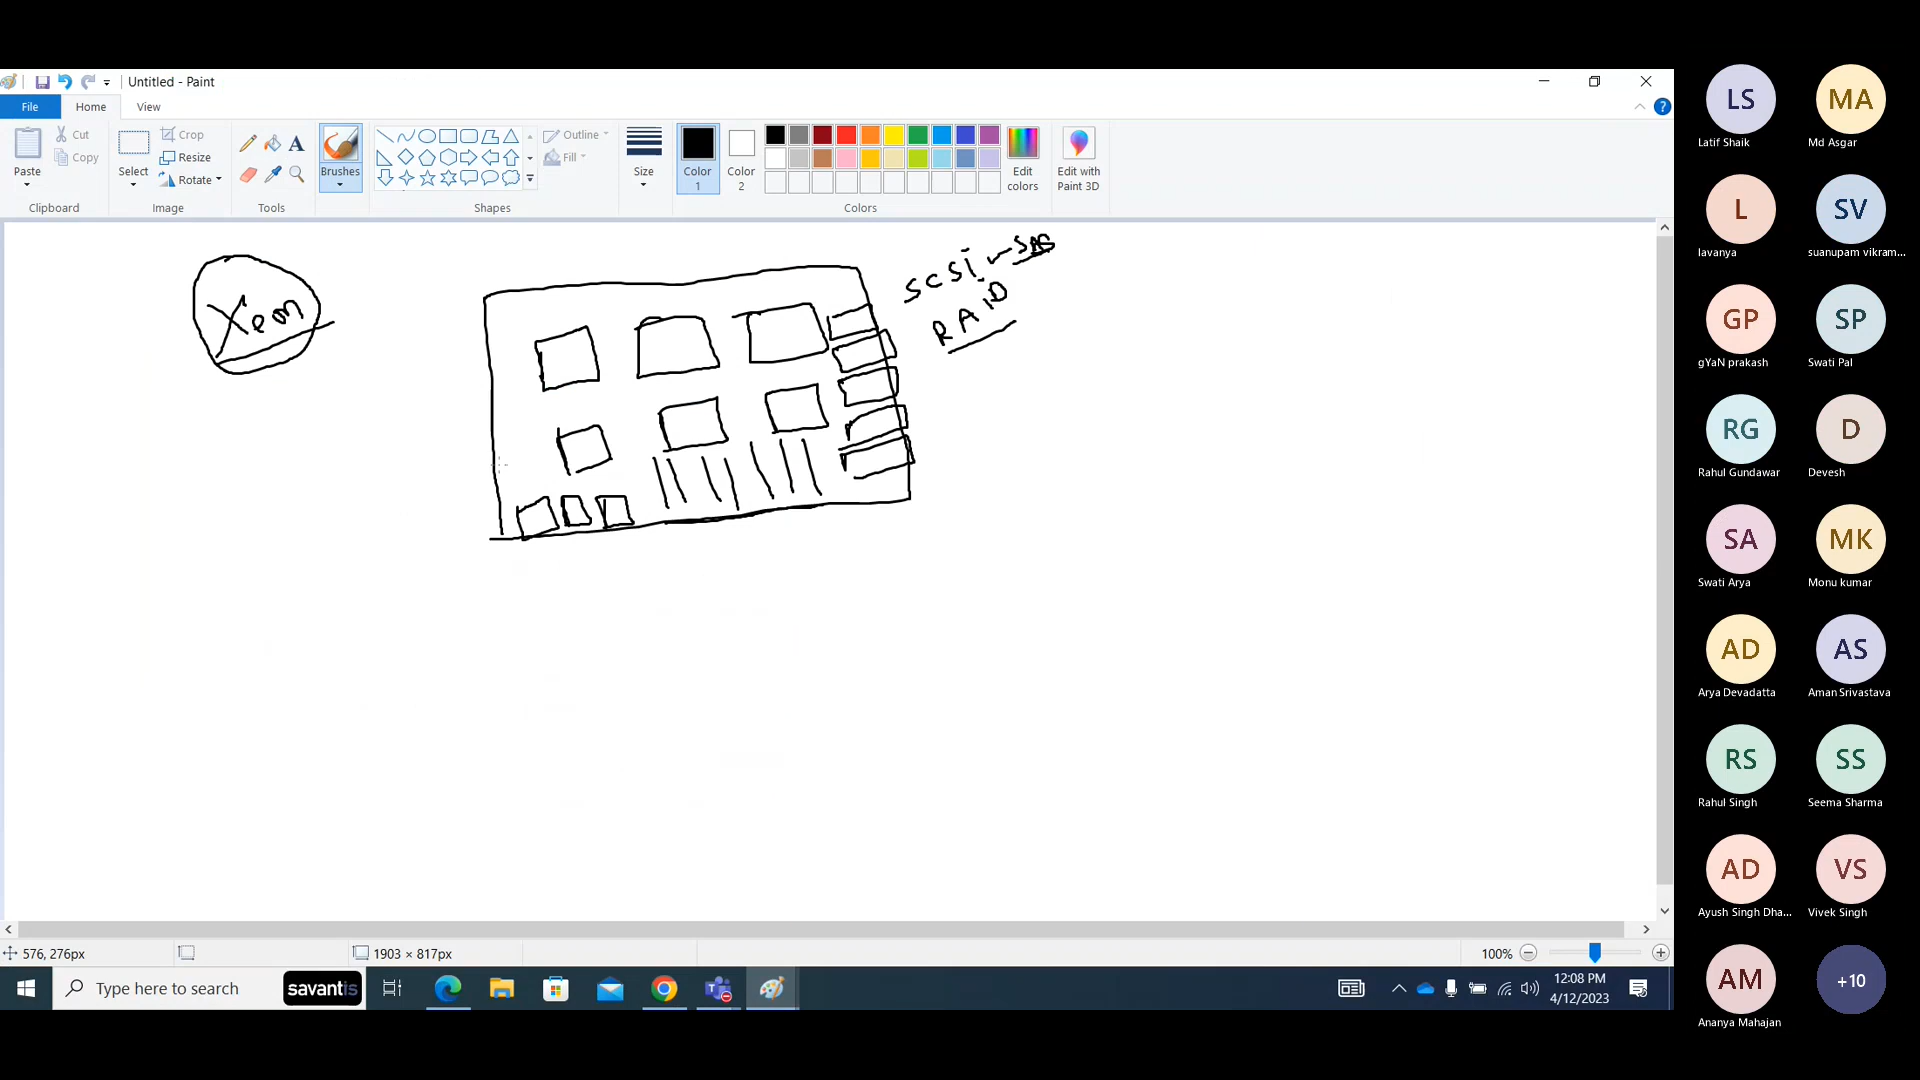 Untitled - Paint
File
Home
View
Paste
Cut
Copy
Clipboard
Select
Crop
Resize
Rotate
Image
A
Tools
Brushes
Shapes
Outline
Fill
Size
Color 1
Color 2
Edit colors
Colors
Edit with Paint 3D
?
Xeon
SCSI - SAS
RAID
576, 276px
1903 × 817px
100%
Type here to search
savantis
12:08 PM
4/12/2023
LS
Latif Shaik
MA
Md Asgar
L
lavanya
SV
suanupam vikram...
GP
gYaN prakash
SP
Swati Pal
RG
Rahul Gundawar
D
Devesh
SA
Swati Arya
MK
Monu kumar
AD
Arya Devadatta
AS
Aman Srivastava
RS
Rahul Singh
SS
Seema Sharma
AD
Ayush Singh Dha...
VS
Vivek Singh
AM
Ananya Mahajan
+10